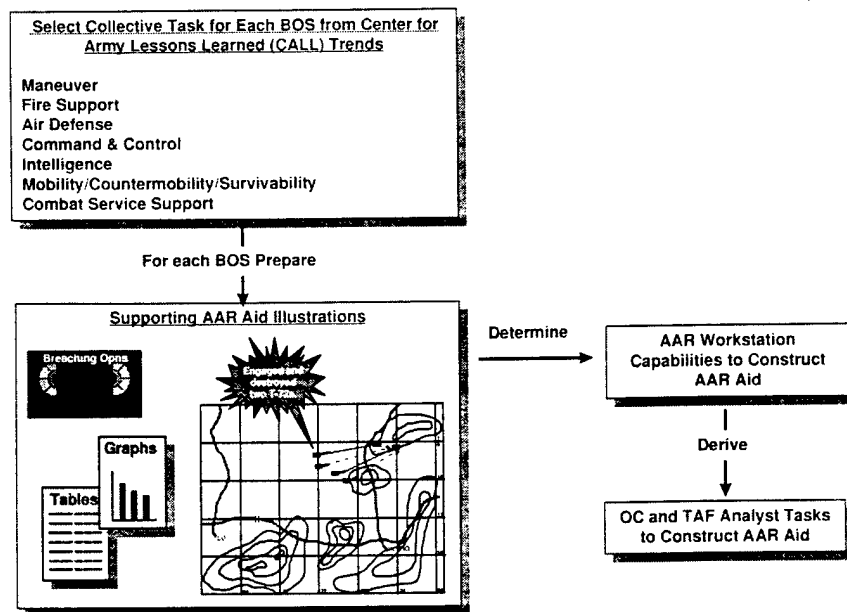 Select Collective Task for Each BOS from Center for
Army Lessons Learned (CALL) Trends
Maneuver
Fire Support
Air Defense
Command & Control
Intelligence
Mobility/Countermobility/Survivability
Combat Service Support
For each BOS Prepare
Supporting AAR Aid Illustrations
Breaching Opns
Graphs
Tables
Determine
AAR Workstation
Capabilities to Construct
AAR Aid
Derive
OC and TAF Analyst Tasks
to Construct AAR Aid